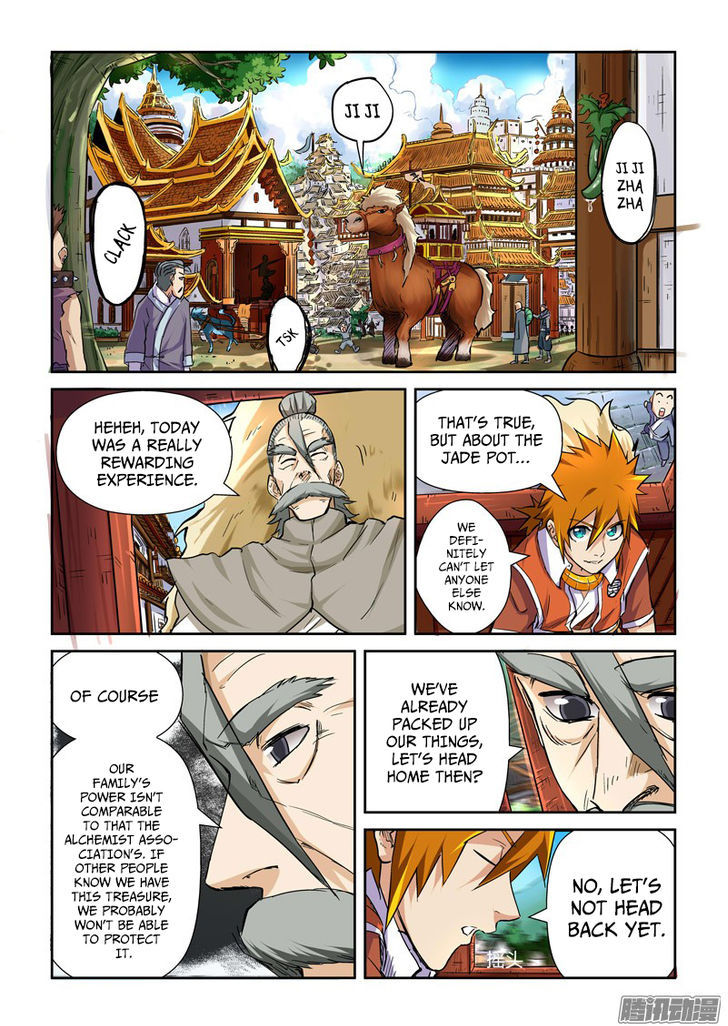 JI JI
JI JI
ZHA
ZHA
CLACK
TSK
HEHEH, TODAY
WAS A REALLY
REWARDING
EXPERIENCE.
THAT'S TRUE,
BUT ABOUT THE
JADE POT...
WE
DEFI-
NITELY
CAN'T LET
ANYONE
ELSE
KNOW.
OF COURSE
OUR
FAMILY'S
POWER ISN'T
COMPARABLE
TO THAT THE
ALCHEMIST ASSO-
CIATION'S. IF
OTHER PEOPLE
KNOW WE HAVE
THIS TREASURE,
WE PROBABLY
WON'T BE ABLE
TO PROTECT
IT.
WE'VE
ALREADY
PACKED UP
OUR THINGS,
LET'S HEAD
HOME THEN?
NO, LET'S
NOT HEAD
BACK YET.
摇头
腾讯动漫